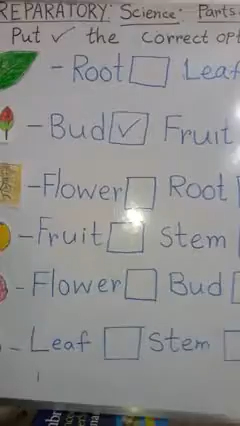 REPARATORY: Science: Parts
Put ✓ the correct opt
- Root Leaf
- Bud ✓ Fruit
- Flower Root
- Fruit Stem
- Flower Bud
- Leaf Stem